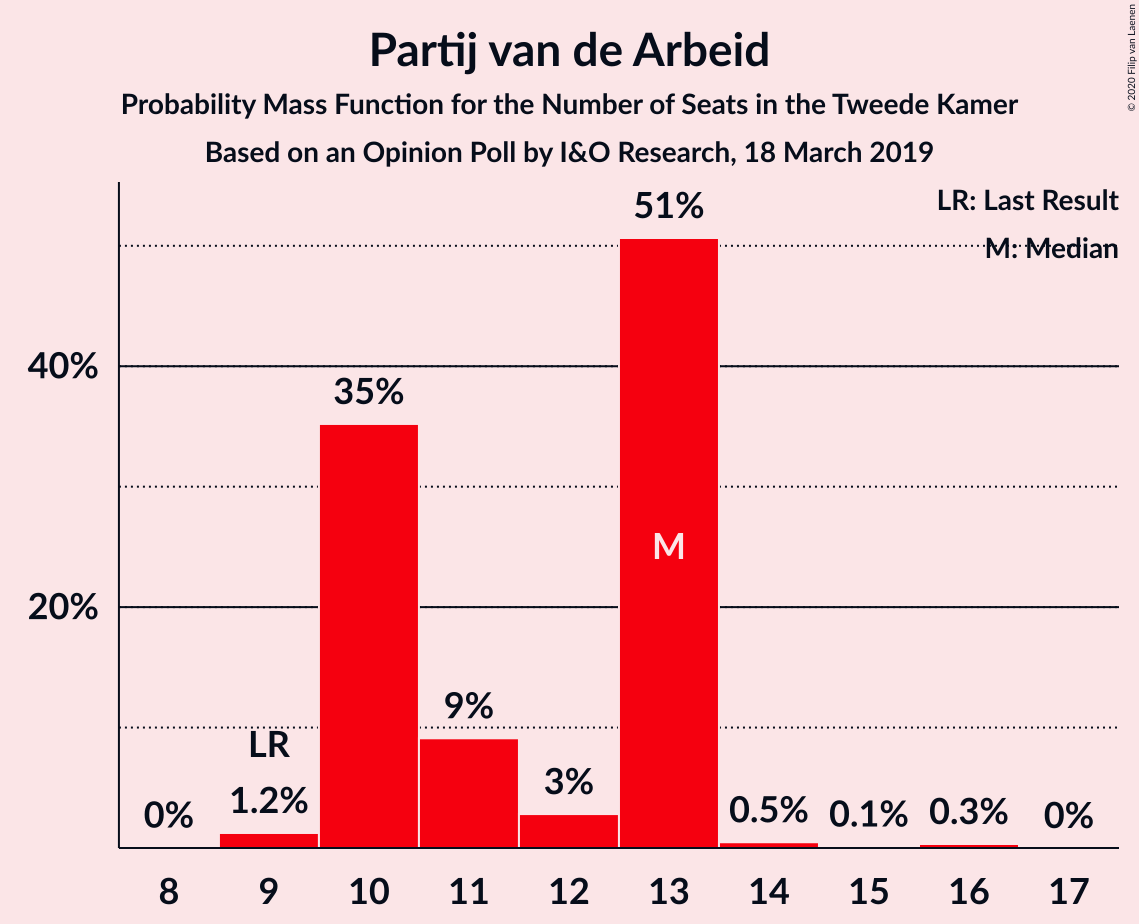 Partij van de Arbeid
Probability Mass Function for the Number of Seats in the Tweede Kamer
Based on an Opinion Poll by I&O Research, 18 March 2019
© 2020 Filip van Laenen
LR: Last Result
M: Median
51%
40%
35%
M
20%
9%
LR
3%
0%
1.2%
0.5%
0.1%
0.3%
0%
8 9 10 11 12 13 14 15 16 17